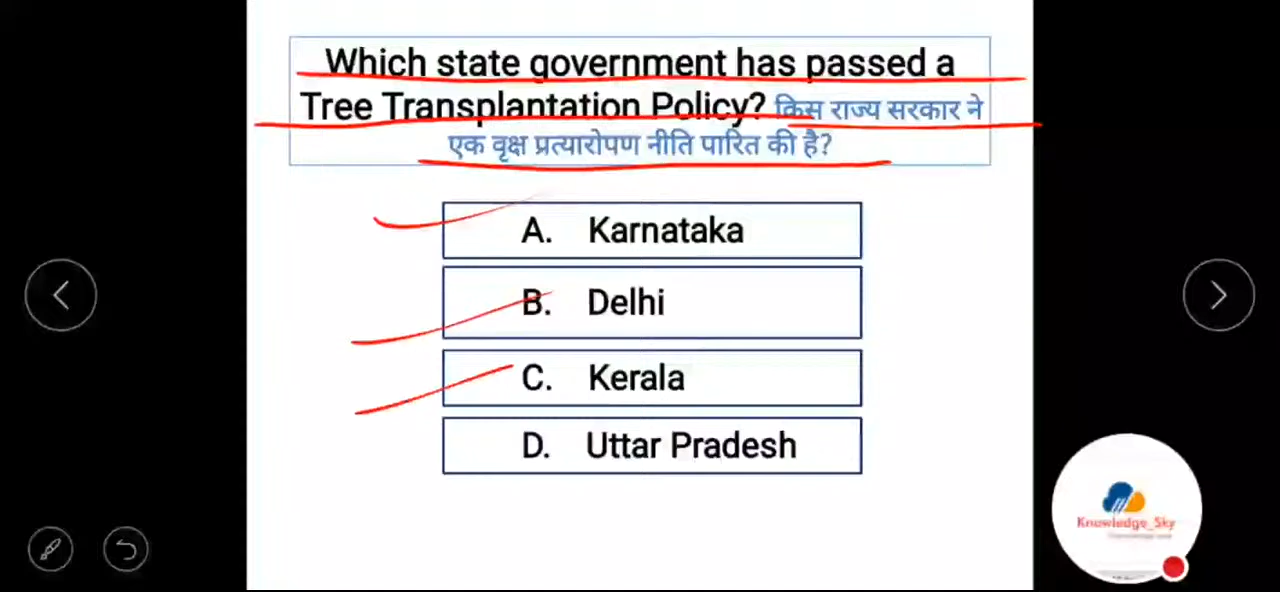 Which state government has passed a
Tree Transplantation Policy? किस राज्य सरकार ने
एक वृक्ष प्रत्यारोपण नीति पारित की है?
A. Karnataka
B. Delhi
C. Kerala
D. Uttar Pradesh
Knowledge_Sky